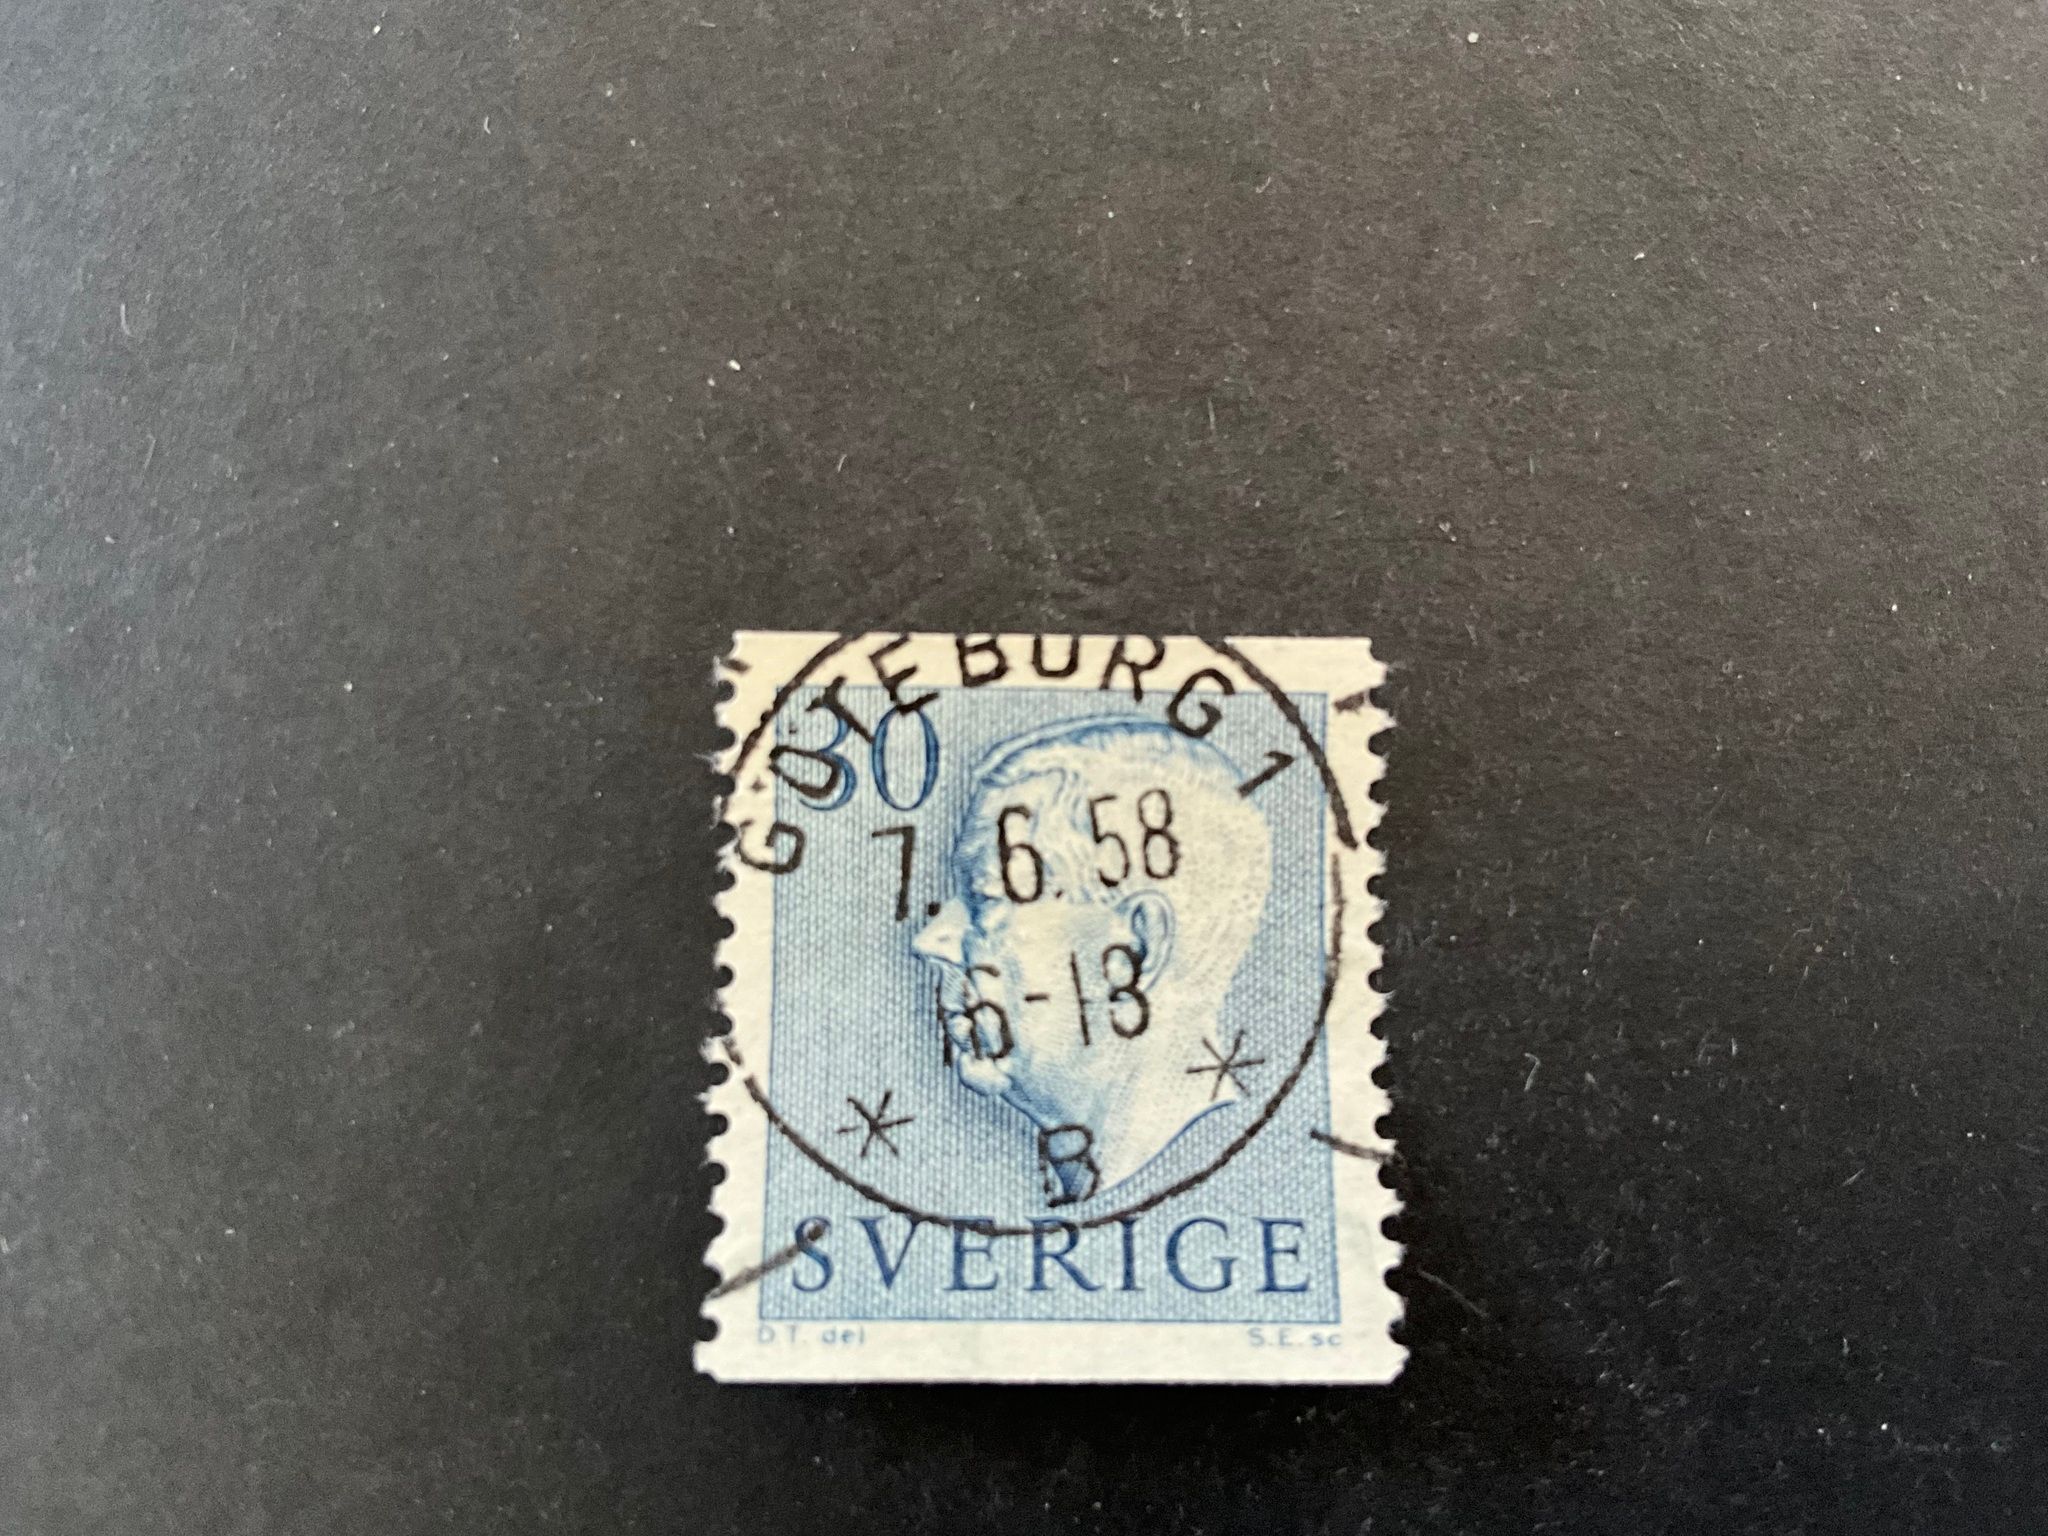 GÖTEBORG 1
30
7. 6.58
16-18
* *
B
SVERIGE
D.T. del S.E. sc